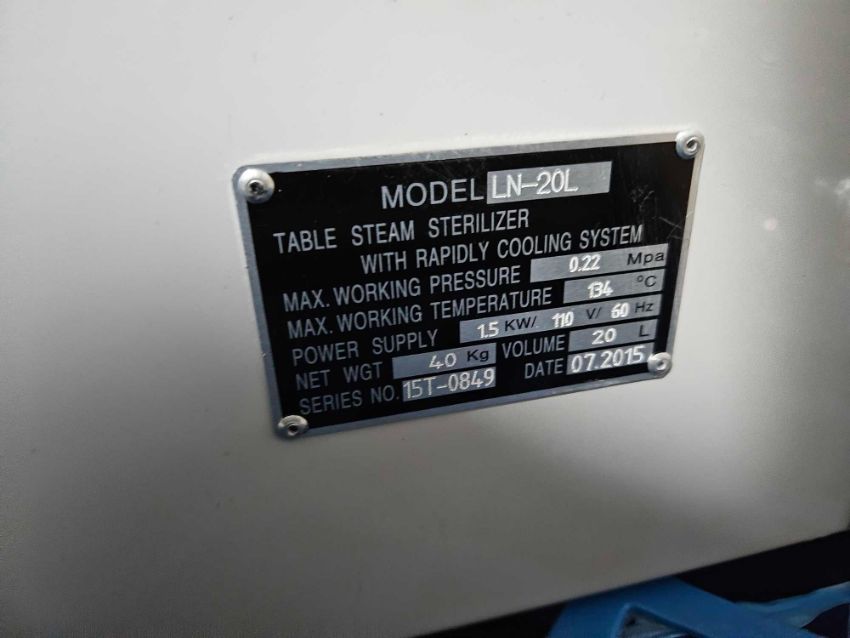 MODEL LN-20L
TABLE STEAM STERILIZER
WITH RAPIDLY COOLING SYSTEM
MAX. WORKING PRESSURE 0.22 Mpa
MAX. WORKING TEMPERATURE 134 °C
POWER SUPPLY 1.5 KW/ 110 V/ 60 Hz
NET WGT 40 Kg VOLUME 20 L
SERIES NO. 15T-0849 DATE 07.2015